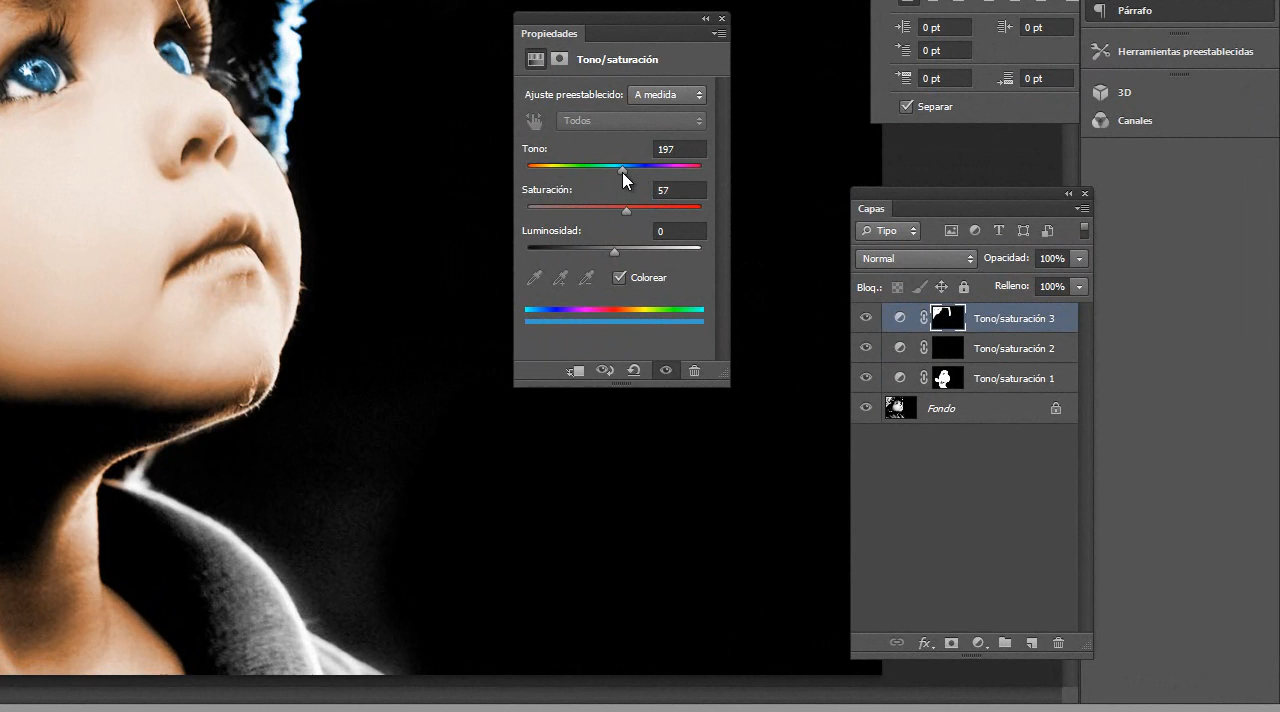 Propiedades
Tono/saturación
Ajuste preestablecido: A medida
Todos
Tono: 197
Saturación: 57
Luminosidad: 0
Colorear
0 pt 0 pt
0 pt
0 pt 0 pt
Separar
Párrafo
Herramientas preestablecidas
3D
Canales
Capas
Tipo
Normal Opacidad: 100%
Bloq.: Relleno: 100%
Tono/saturación 3
Tono/saturación 2
Tono/saturación 1
Fondo
fx